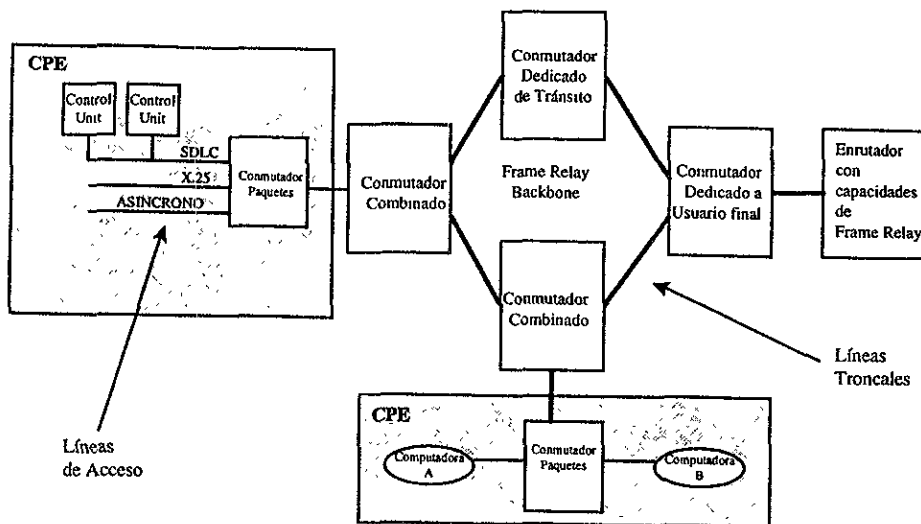 CPE
Control
Unit
Control
Unit
SDLC
X.25
ASINCRONO
Conmutador
Paquetes
Conmutador
Combinado
Conmutador
Dedicado
de Tránsito
Frame Relay
Backbone
Conmutador
Combinado
Conmutador
Dedicado a
Usuario final
Enrutador
con
capacidades
de
Frame Relay
Líneas
Troncales
Líneas
de Acceso
CPE
Computadora
A
Conmutador
Paquetes
Computadora
B